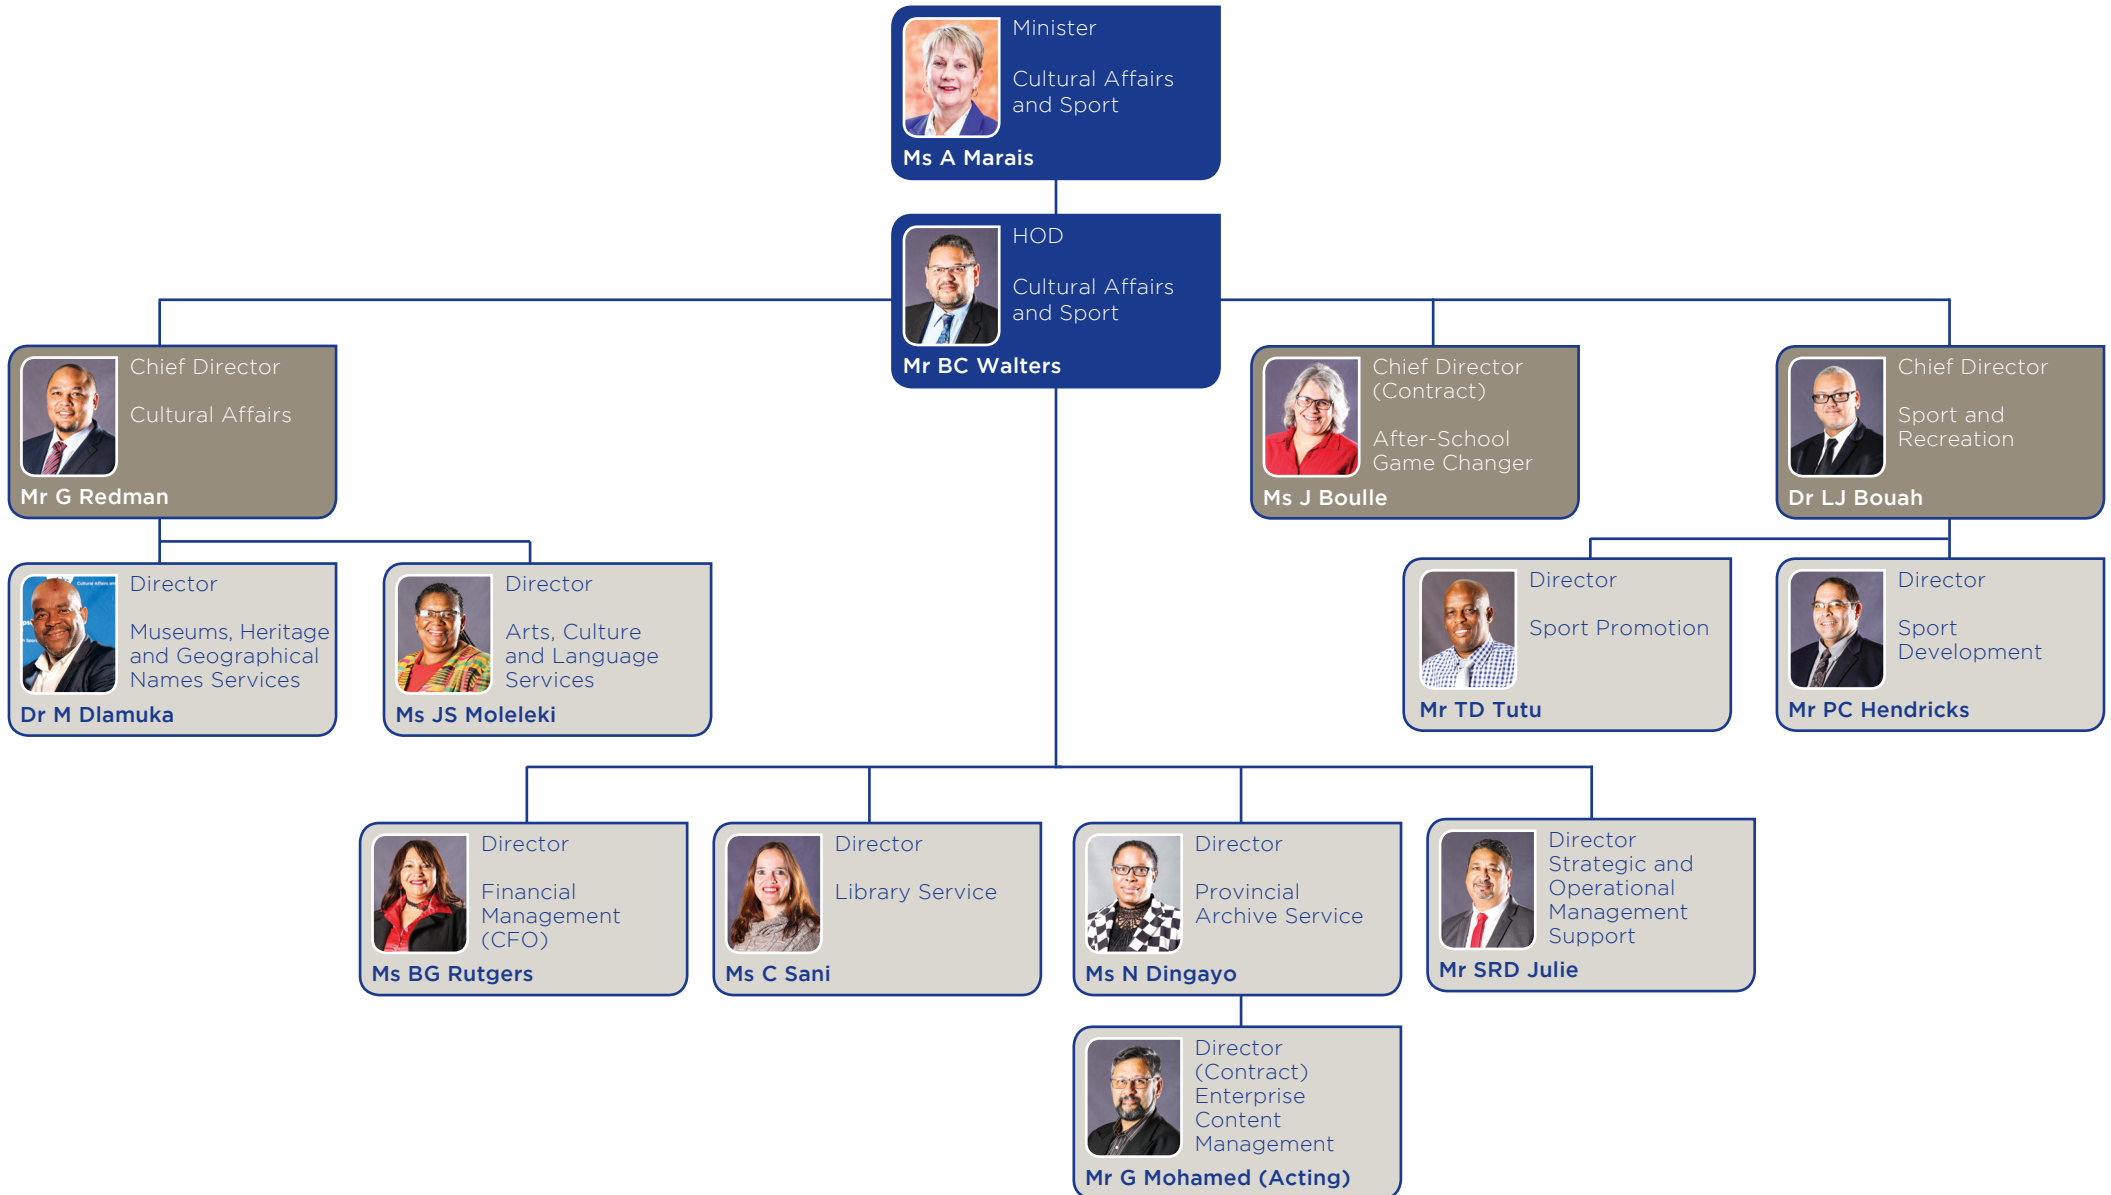 Minister
Cultural Affairs
and Sport
Ms A Marais
HOD
Cultural Affairs
and Sport
Mr BC Walters
Chief Director
Cultural Affairs
Mr G Redman
Chief Director
(Contract)
After-School
Game Changer
Ms J Boulle
Chief Director
Sport and
Recreation
Dr LJ Bouah
Director
Museums, Heritage
and Geographical
Names Services
Dr M Dlamuka
Director
Arts, Culture
and Language
Services
Ms JS Moleleki
Director
Sport Promotion
Mr TD Tutu
Director
Sport
Development
Mr PC Hendricks
Director
Financial
Management
(CFO)
Ms BG Rutgers
Director
Library Service
Ms C Sani
Director
Provincial
Archive Service
Ms N Dingayo
Director
Strategic and
Operational
Management
Support
Mr SRD Julie
Director
(Contract)
Enterprise
Content
Management
Mr G Mohamed (Acting)